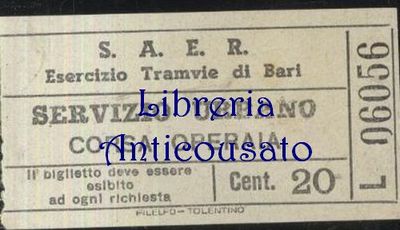 S. A. E. R.
Esercizio Tramvie di Bari
SERVIZIO URBANO
CORSA OPERAIA
Libreria
Anticousato
Il biglietto deve essere
esibito
ad ogni richiesta
Cent. 20
L 06056
FILELFO - TOLENTINO